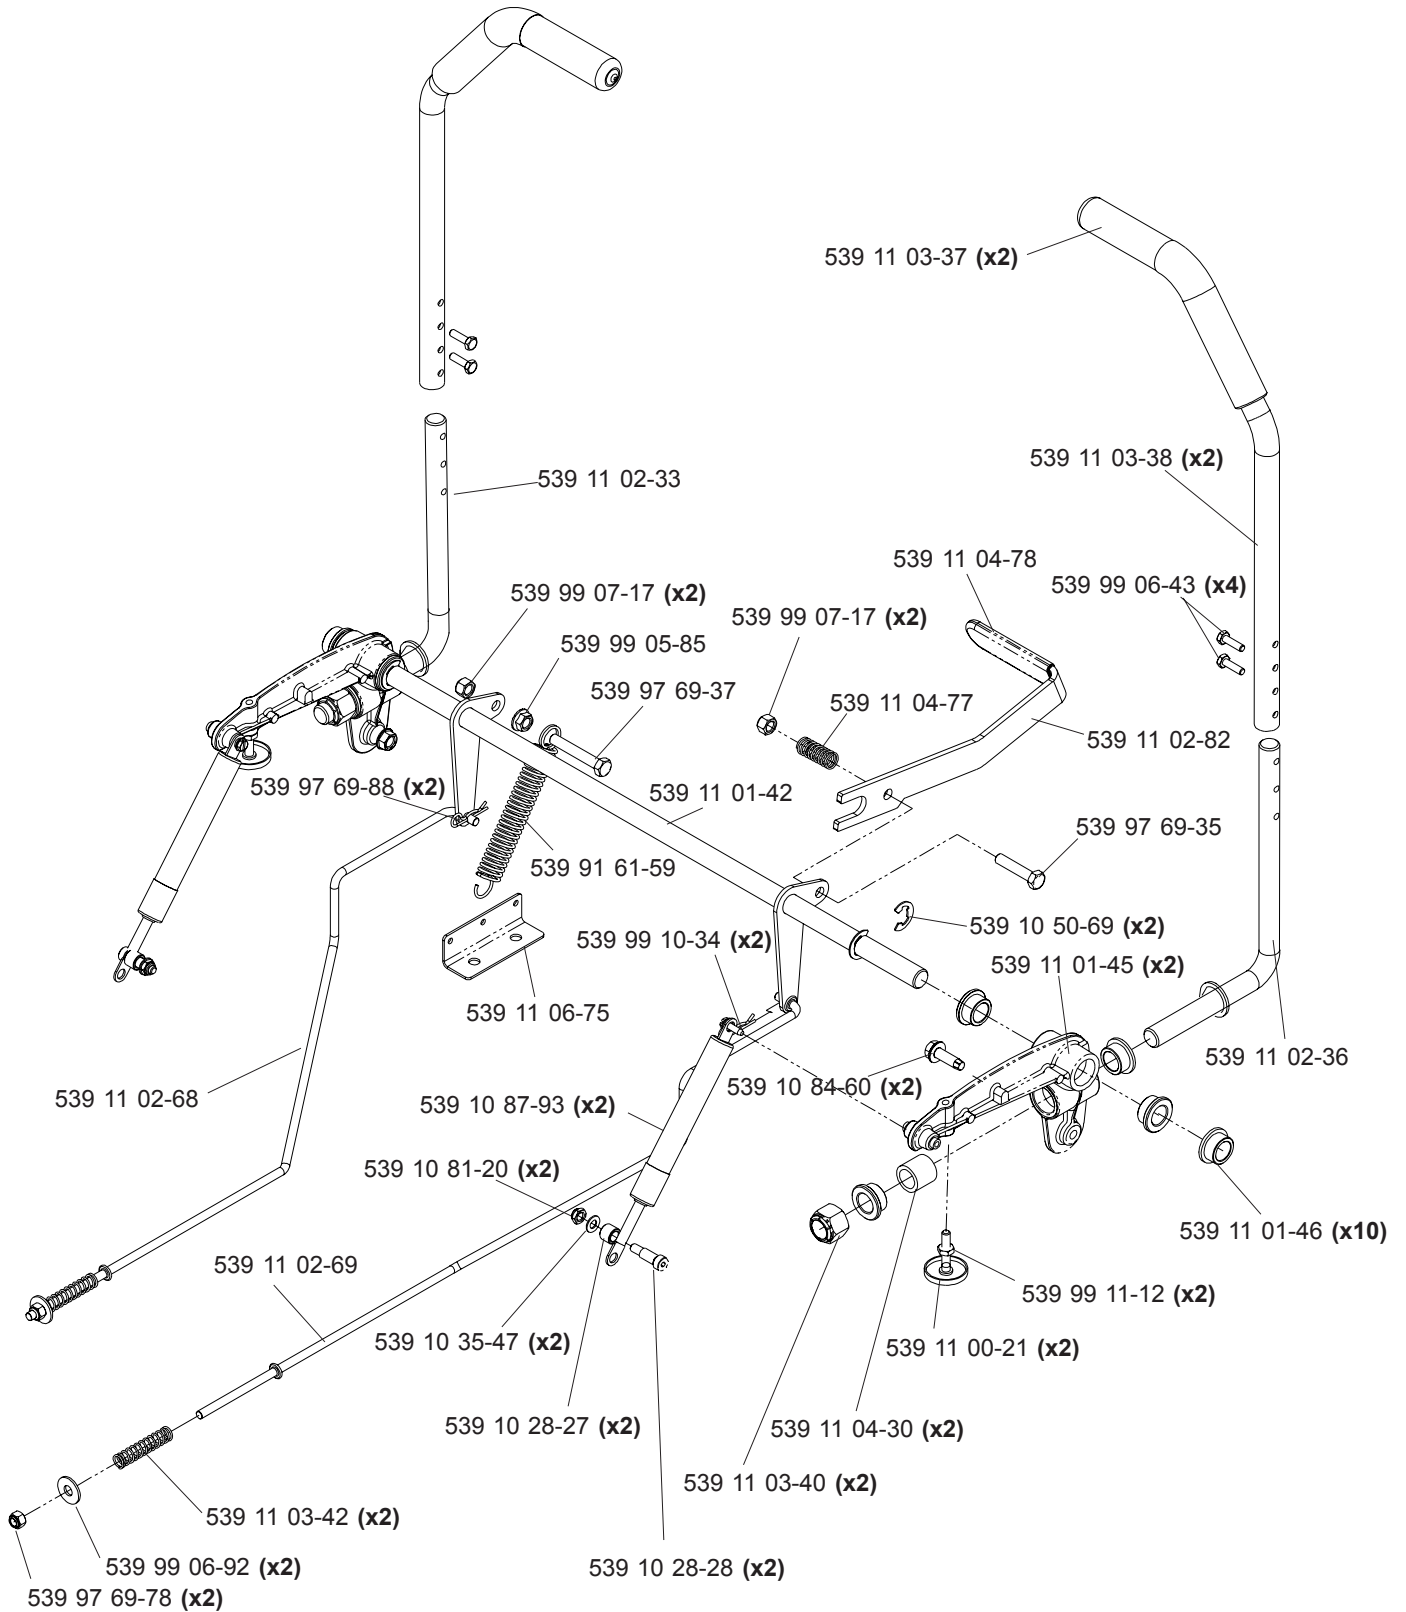 539 11 03-37 (x2)
539 11 03-38 (x2)
539 11 02-33
539 11 04-78
539 99 06-43 (x4)
539 99 07-17 (x2)
539 99 07-17 (x2)
539 99 05-85
539 97 69-37
539 11 04-77
539 11 02-82
539 97 69-88 (x2)
539 11 01-42
539 97 69-35
539 91 61-59
539 10 50-69 (x2)
539 99 10-34 (x2)
539 11 01-45 (x2)
539 11 06-75
539 11 02-36
539 10 84-60 (x2)
539 11 02-68
539 10 87-93 (x2)
539 10 81-20 (x2)
539 11 01-46 (x10)
539 11 02-69
539 99 11-12 (x2)
539 10 35-47 (x2)
539 11 00-21 (x2)
539 10 28-27 (x2)
539 11 04-30 (x2)
539 11 03-40 (x2)
539 11 03-42 (x2)
539 99 06-92 (x2)
539 10 28-28 (x2)
539 97 69-78 (x2)